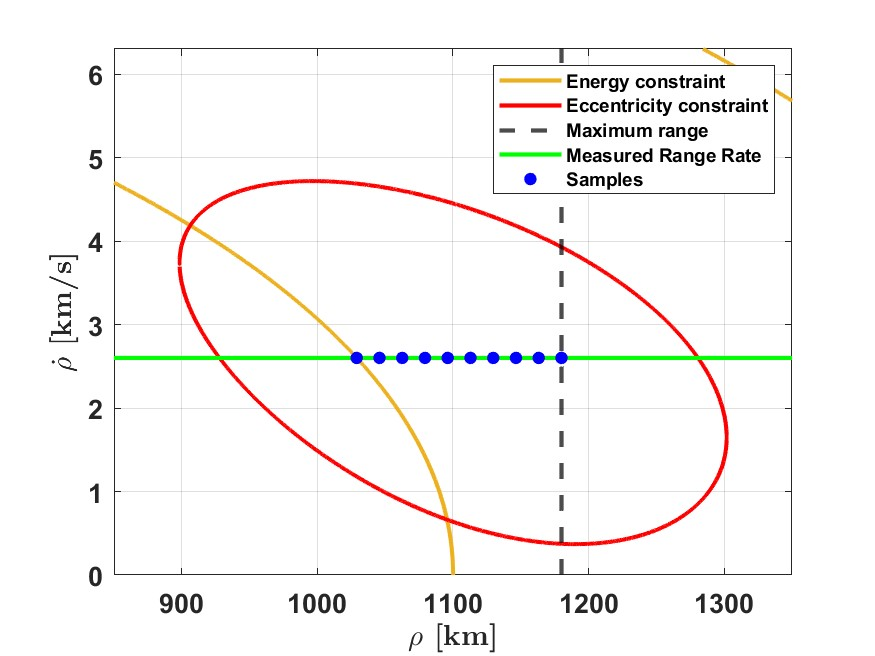 6
5
4
3
2
1
0
900
1000
1100
1200
1300
ρ̇ [km/s]
ρ [km]
Energy constraint
Eccentricity constraint
Maximum range
Measured Range Rate
Samples